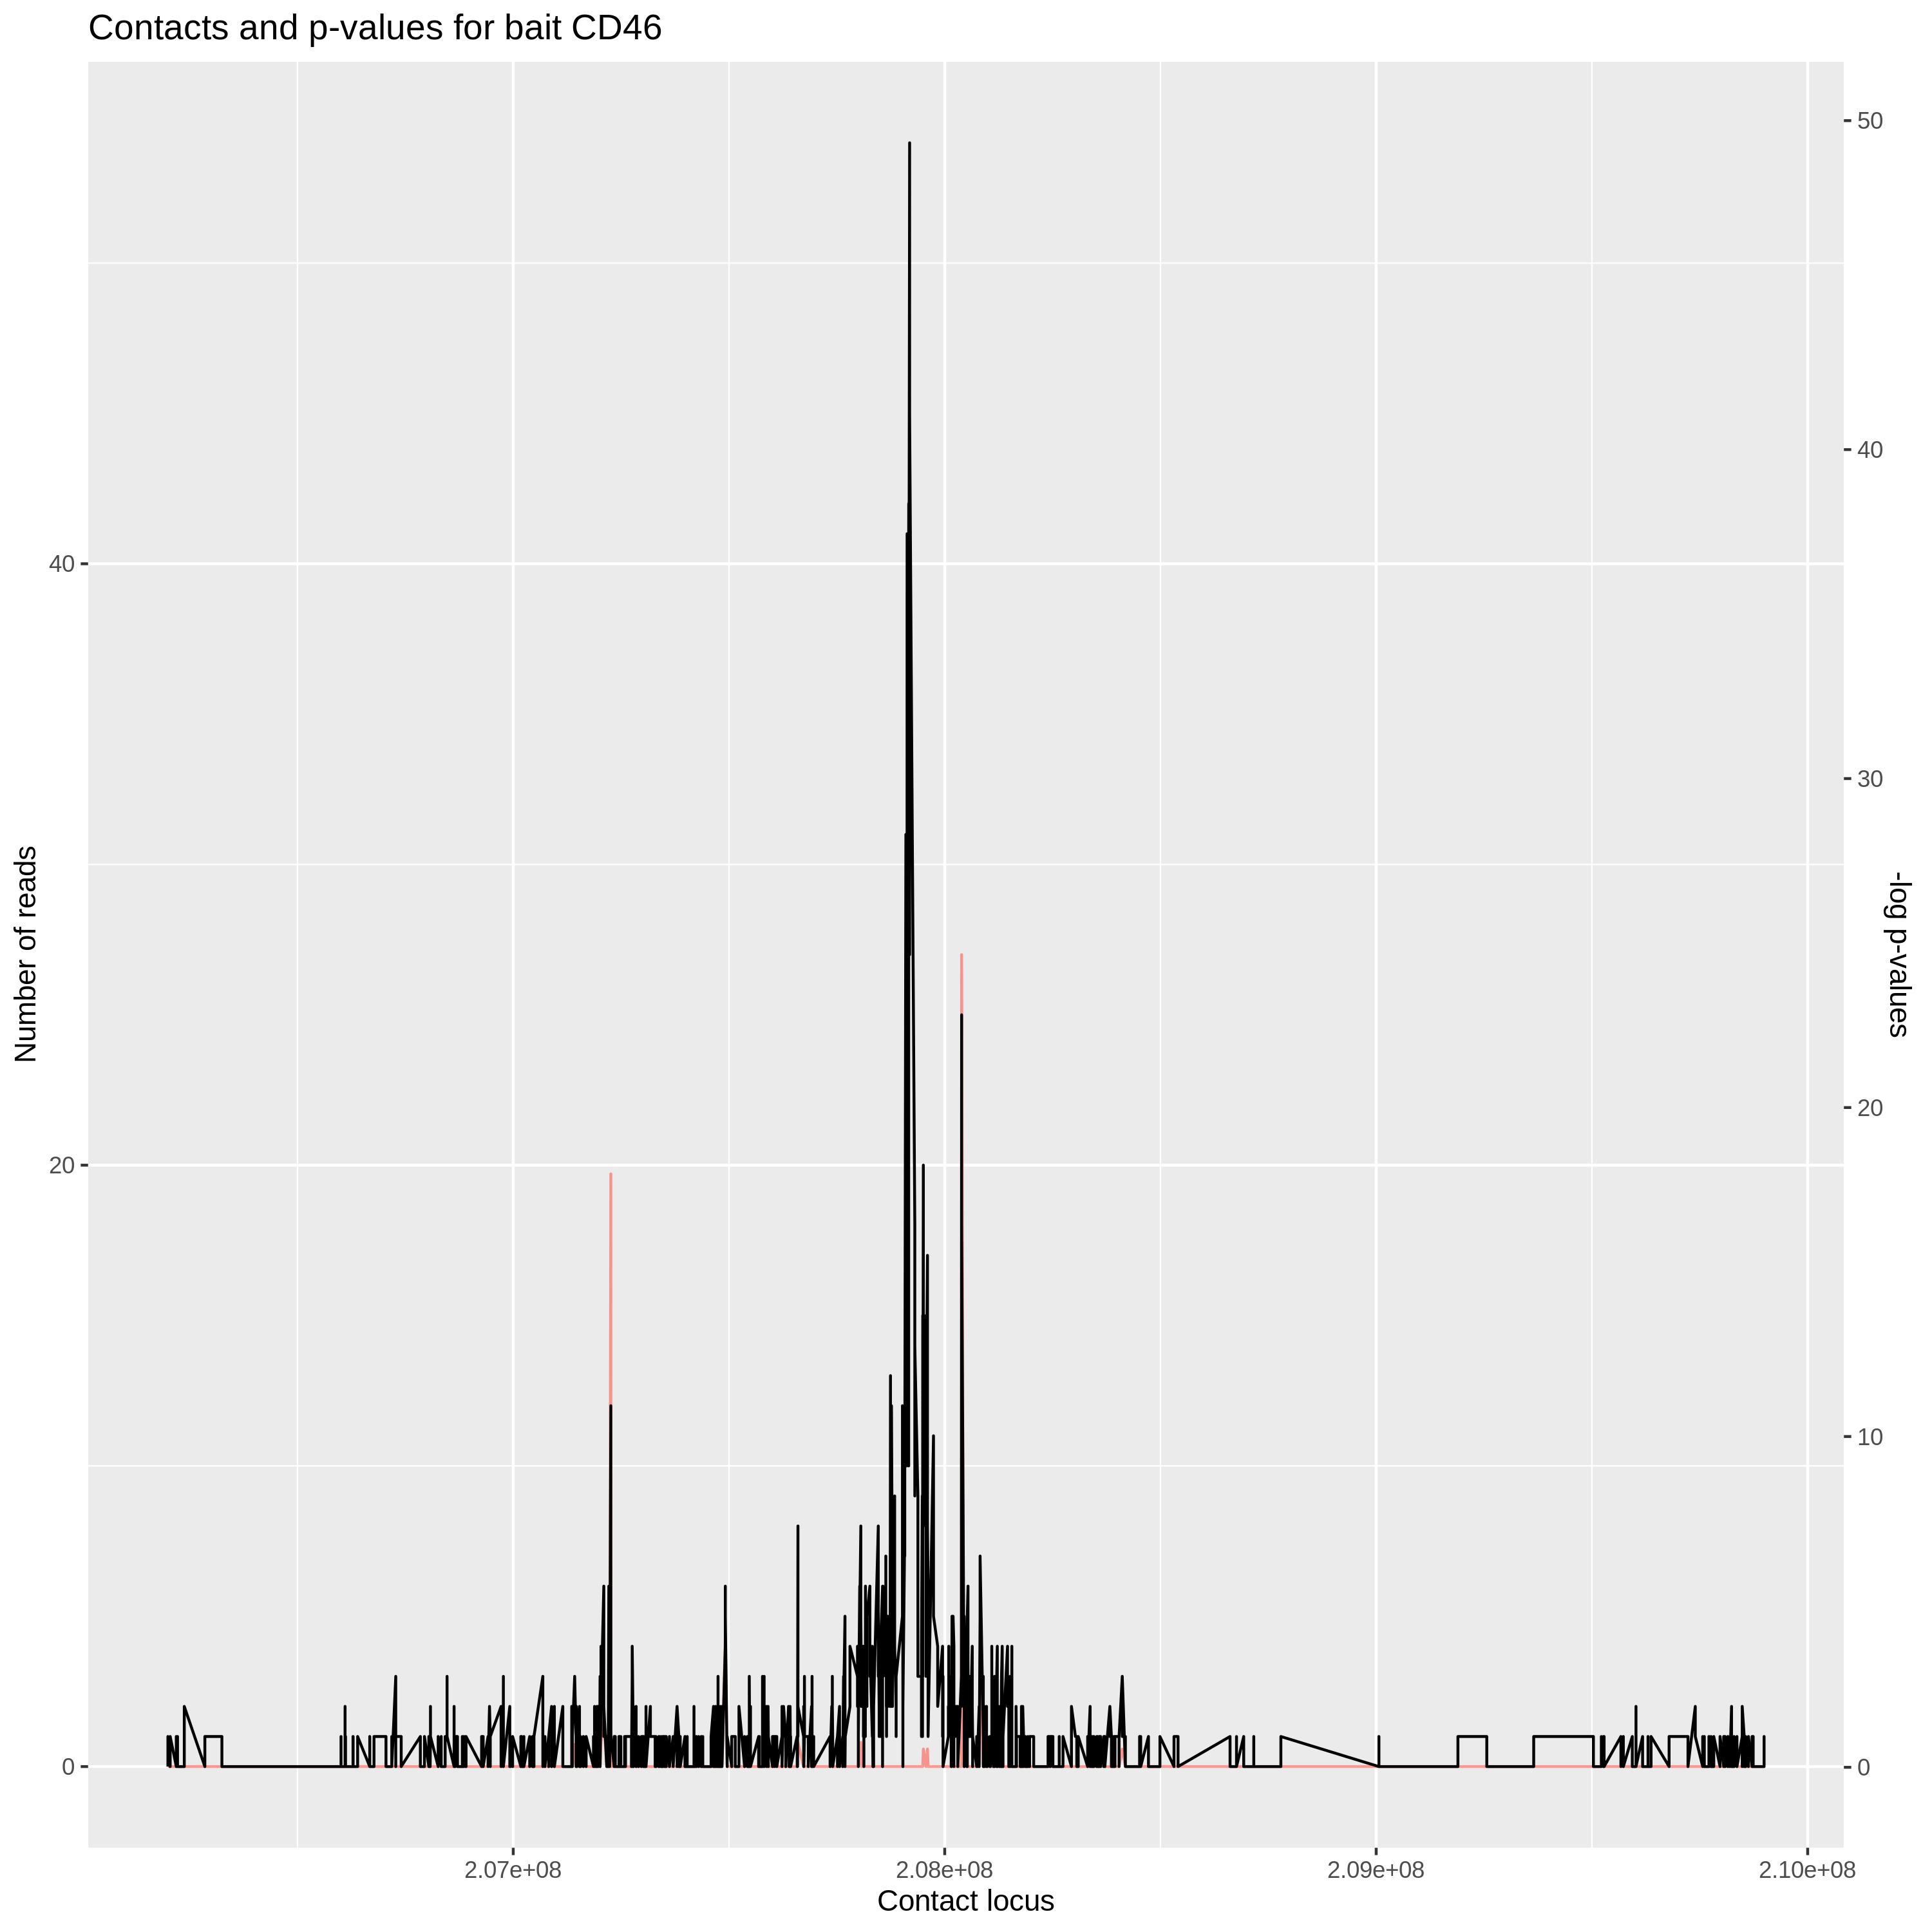 Contacts and p-values for bait CD46
Number of reads
40
20
0
50
40
30
20
10
0
-log p-values
2.07e+08 2.08e+08 2.09e+08 2.10e+08
Contact locus